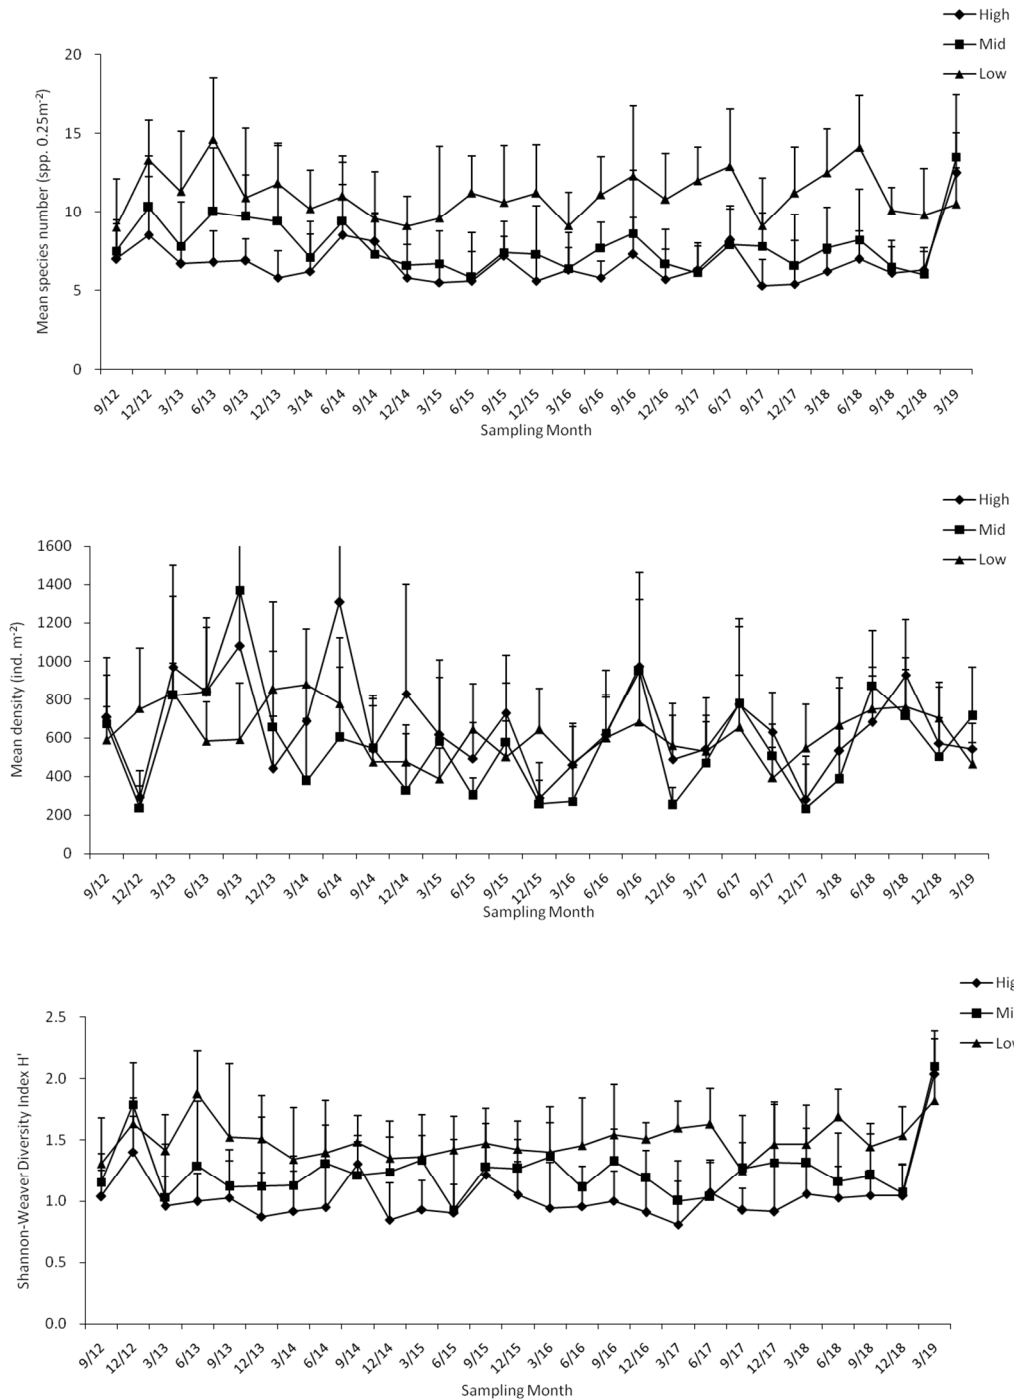 High
Mid
Low
Mean species number (spp. 0.25m⁻²)
20
15
10
5
0
9/12 12/12 3/13 6/13 9/13 12/13 3/14 6/14 9/14 12/14 3/15 6/15 9/15 12/15 3/16 6/16 9/16 12/16 3/17 6/17 9/17 12/17 3/18 6/18 9/18 12/18 3/19
Sampling Month
High
Mid
Low
Mean density (ind. m⁻²)
1600
1400
1200
1000
800
600
400
200
0
9/12 12/12 3/13 6/13 9/13 12/13 3/14 6/14 9/14 12/14 3/15 6/15 9/15 12/15 3/16 6/16 9/16 12/16 3/17 6/17 9/17 12/17 3/18 6/18 9/18 12/18 3/19
Sampling Month
Hig
Mi
Lo
Shannon-Weaver Diversity Index H'
2.5
2.0
1.5
1.0
0.5
0.0
9/12 12/12 3/13 6/13 9/13 12/13 3/14 6/14 9/14 12/14 3/15 6/15 9/15 12/15 3/16 6/16 9/16 12/16 3/17 6/17 9/17 12/17 3/18 6/18 9/18 12/18 3/19
Sampling Month